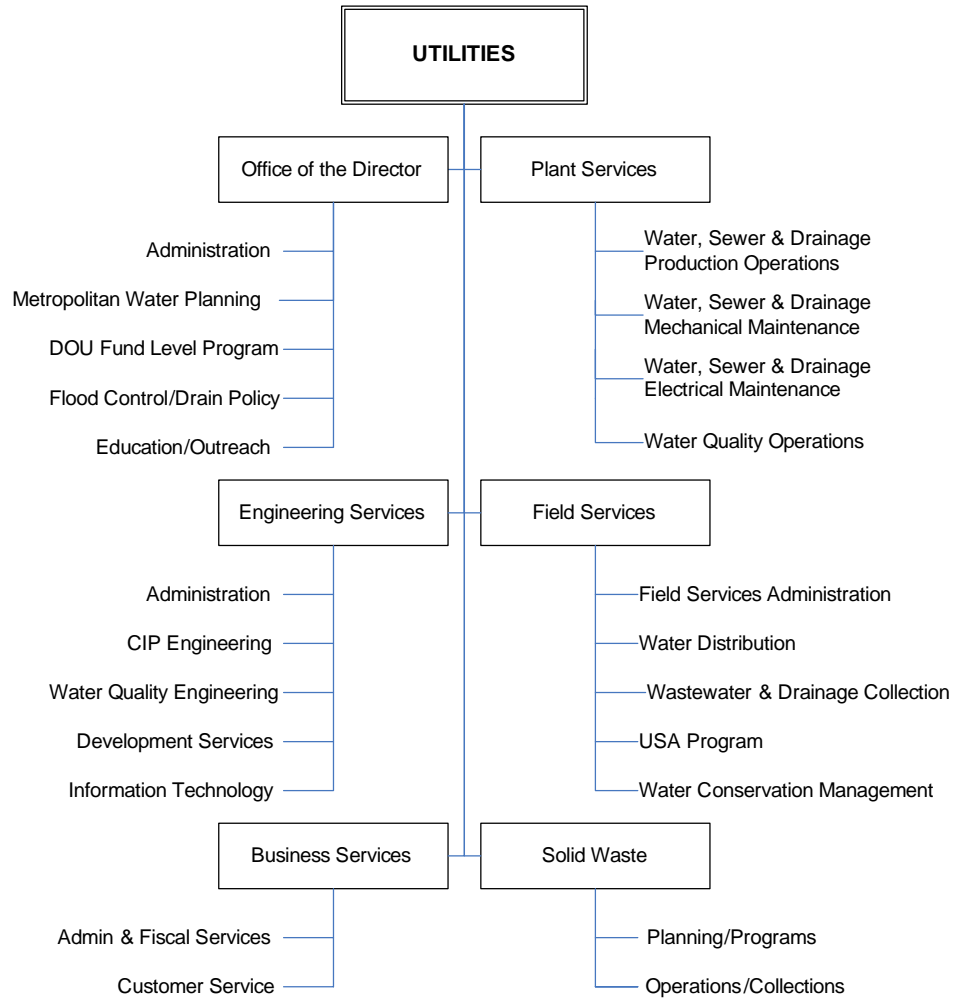 UTILITIES
Office of the Director
Administration
Metropolitan Water Planning
DOU Fund Level Program
Flood Control/Drain Policy
Education/Outreach
Plant Services
Water, Sewer & Drainage
Production Operations
Water, Sewer & Drainage
Mechanical Maintenance
Water, Sewer & Drainage
Electrical Maintenance
Water Quality Operations
Engineering Services
Administration
CIP Engineering
Water Quality Engineering
Development Services
Information Technology
Field Services
Field Services Administration
Water Distribution
Wastewater & Drainage Collection
USA Program
Water Conservation Management
Business Services
Admin & Fiscal Services
Customer Service
Solid Waste
Planning/Programs
Operations/Collections